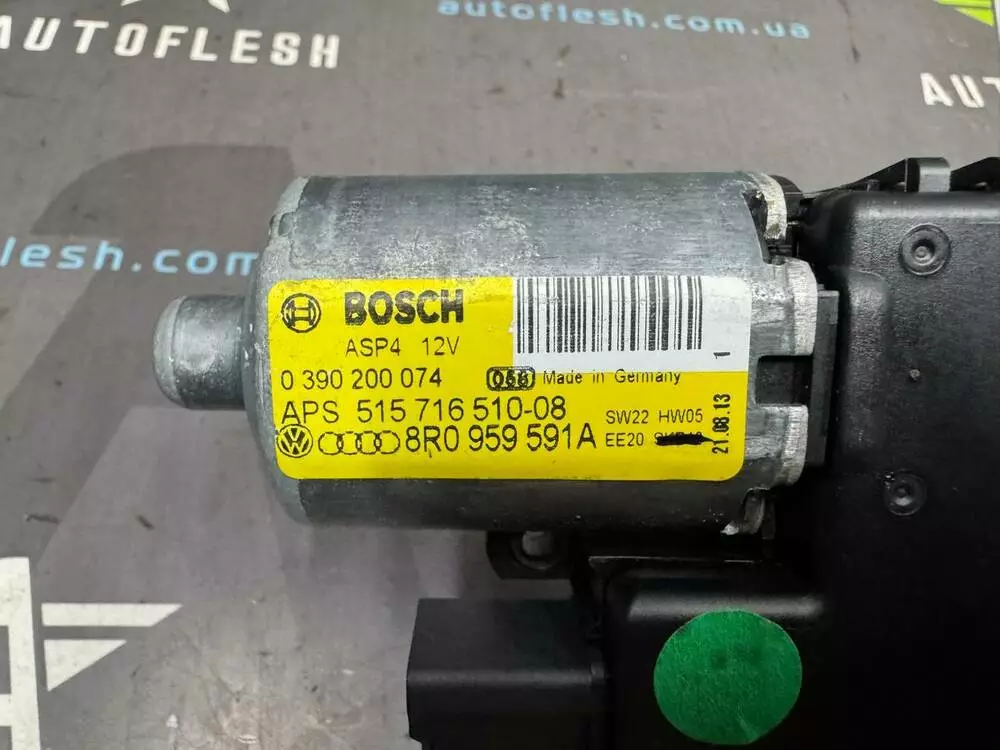 AUTOFLESH
autoflesh.com.ua
AUT
lesh.com
BOSCH
ASP4 12V
0 390 200 074
Made in Germany
1
APS 515 716 510-08
SW22 HW05
8R0 959 591A
EE20
21.08.13